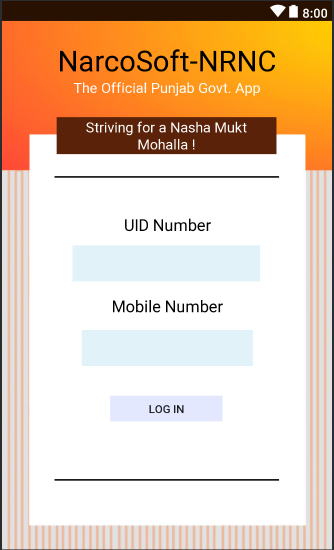 8:00
NarcoSoft-NRNC
The Official Punjab Govt. App
Striving for a Nasha Mukt
Mohalla !
UID Number
Mobile Number
LOG IN